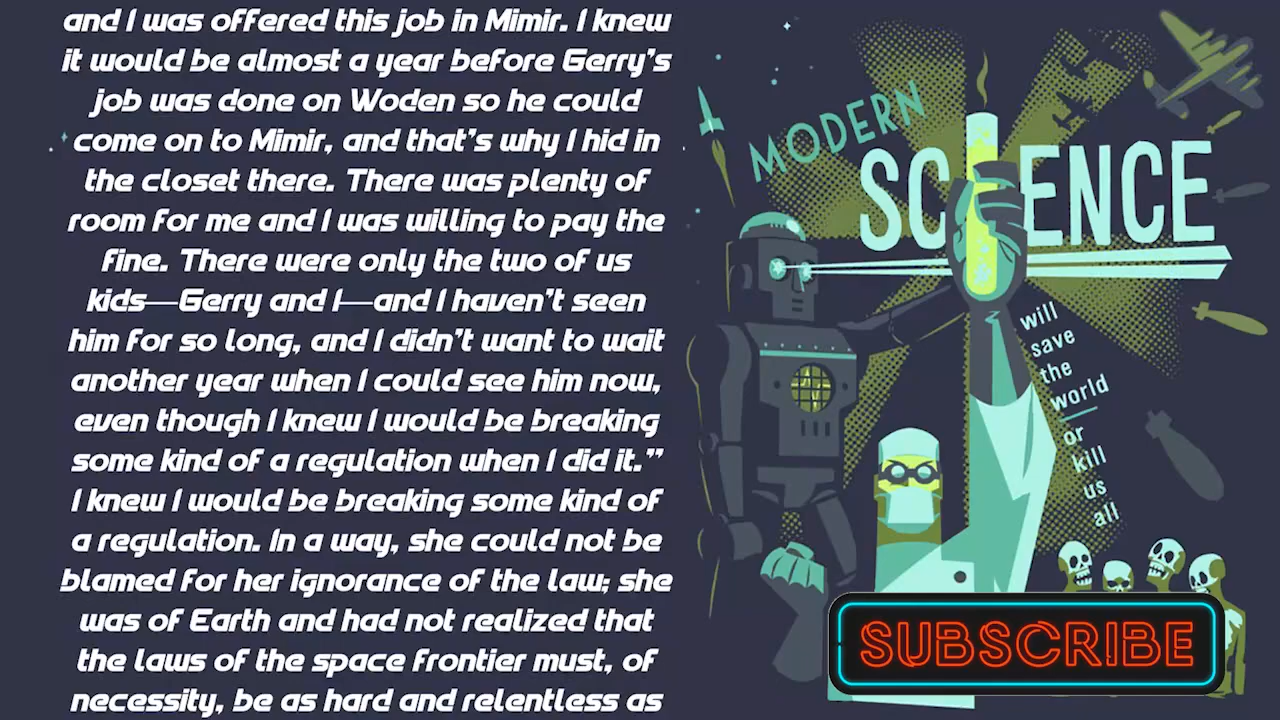 and I was offered this job in Mimir. I knew
it would be almost a year before Gerry's
job was done on Woden so he could
come on to Mimir, and that's why I hid in
the closet there. There was plenty of
room for me and I was willing to pay the
fine. There were only the two of us
kids—Gerry and I—and I haven't seen
him for so long, and I didn't want to wait
another year when I could see him now,
even though I knew I would be breaking
some kind of a regulation when I did it."
I knew I would be breaking some kind of
a regulation. In a way, she could not be
blamed for her ignorance of the law; she
was of Earth and had not realized that
the laws of the space frontier must, of
necessity, be as hard and relentless as
MODERN
SCIENCE
will
save
the
world
or
kill
us
all
SUBSCRIBE